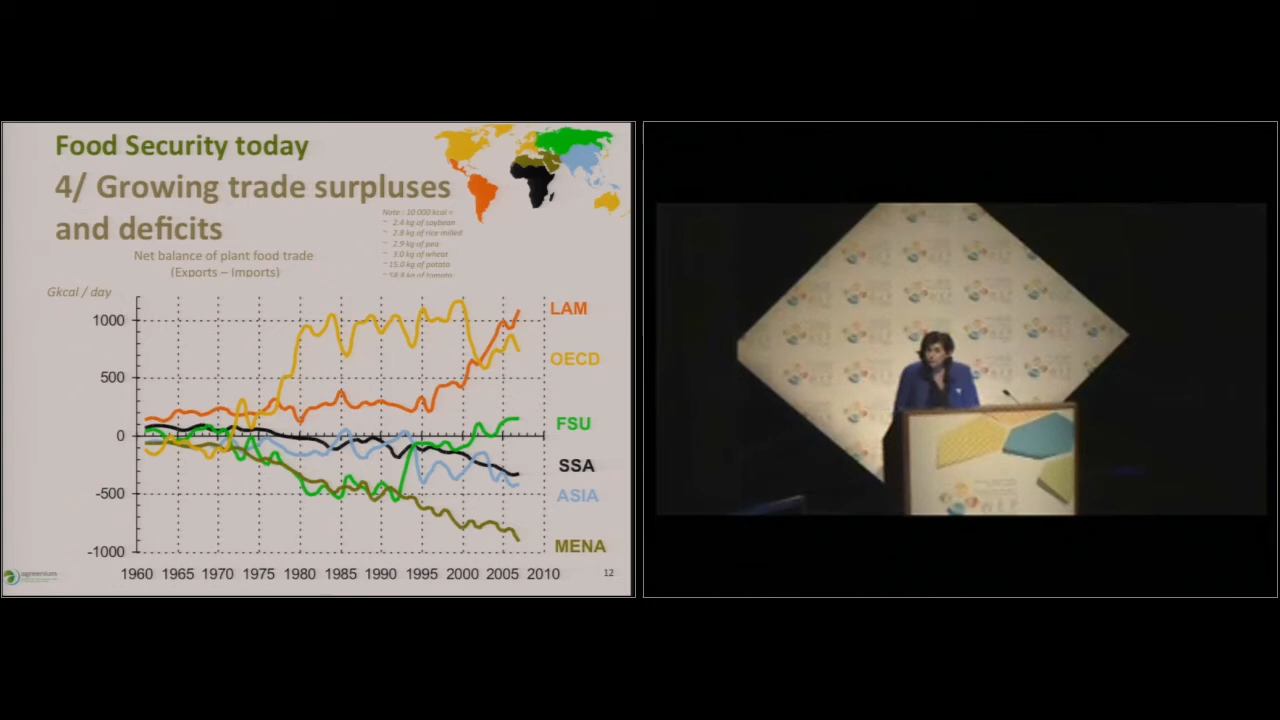 Food Security today
4/ Growing trade surpluses
and deficits
Note : 10 000 kcal =
~ 2.4 kg of soybean
~ 2.8 kg of rice milled
~ 2.9 kg of pea
~ 3.0 kg of wheat
~ 15.0 kg of potato
kg of tomato
Net balance of plant food trade
(Exports – Imports)
Gkcal / day
1000
500
0
-500
-1000
LAM
OECD
FSU
SSA
ASIA
MENA
1960 1965 1970 1975 1980 1985 1990 1995 2000 2005 2010
agreenium
12